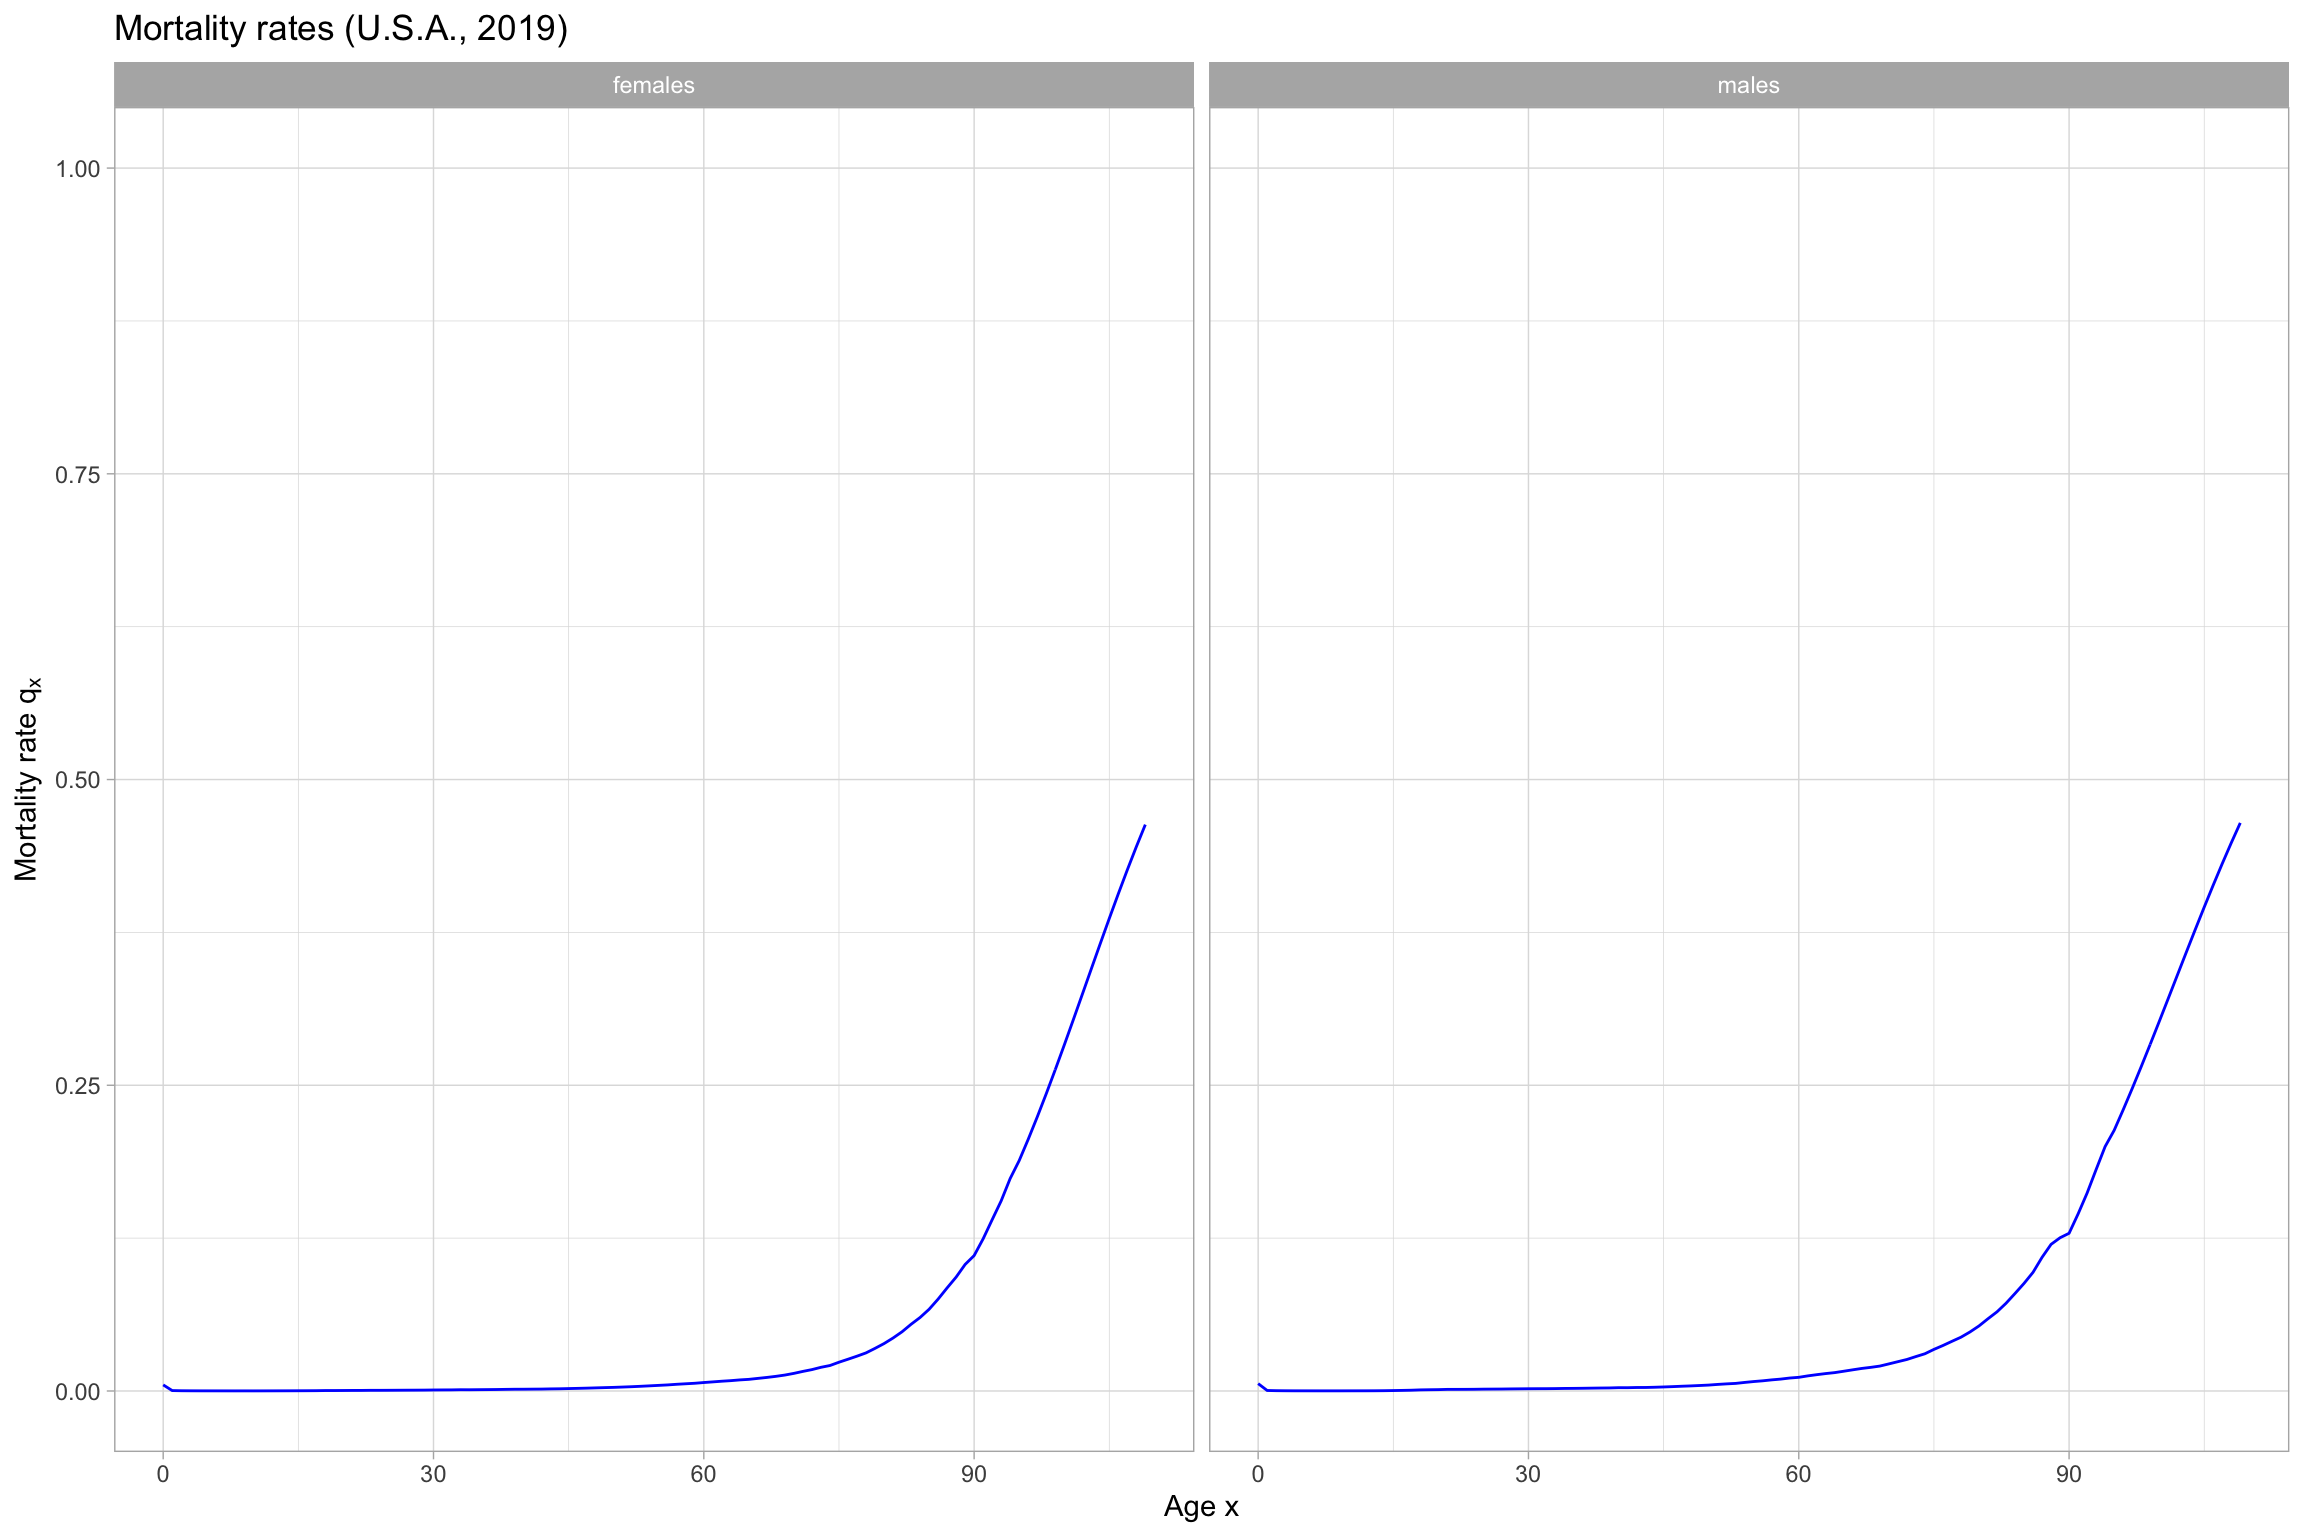 Mortality rates (U.S.A., 2019)
females
males
Mortality rate qₓ
1.00
0.75
0.50
0.25
0.00
0 30 60 90
0 30 60 90
Age x